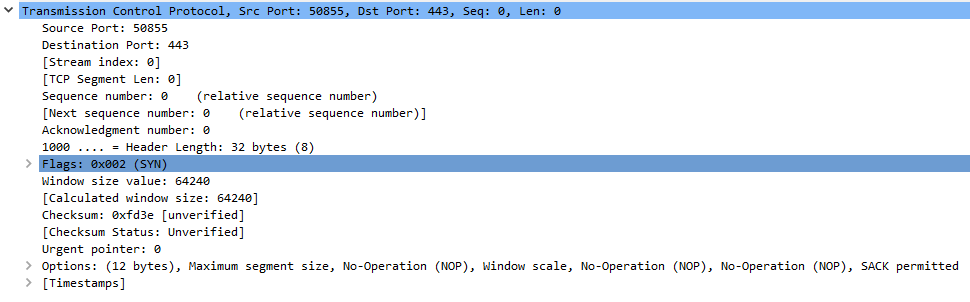 Transmission Control Protocol, Src Port: 50855, Dst Port: 443, Seq: 0, Len: 0
Source Port: 50855
Destination Port: 443
[Stream index: 0]
[TCP Segment Len: 0]
Sequence number: 0    (relative sequence number)
[Next sequence number: 0    (relative sequence number)]
Acknowledgment number: 0
1000 .... = Header Length: 32 bytes (8)
Flags: 0x002 (SYN)
Window size value: 64240
[Calculated window size: 64240]
Checksum: 0xfd3e [unverified]
[Checksum Status: Unverified]
Urgent pointer: 0
Options: (12 bytes), Maximum segment size, No-Operation (NOP), Window scale, No-Operation (NOP), No-Operation (NOP), SACK permitted
[Timestamps]